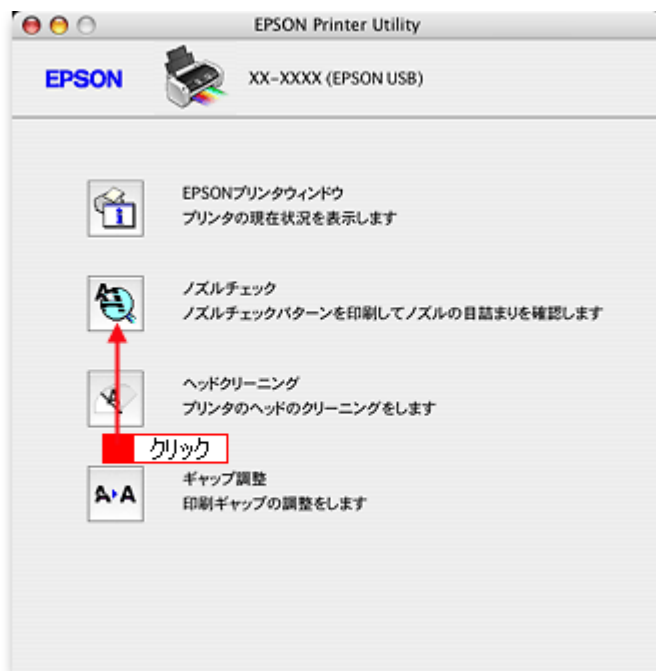 EPSON Printer Utility
EPSON
XX-XXXX (EPSON USB)
EPSONプリンタウィンドウ
プリンタの現在状況を表示します
ノズルチェック
ノズルチェックパターンを印刷してノズルの目詰まりを確認します
ヘッドクリーニング
プリンタのヘッドのクリーニングをします
クリック
ギャップ調整
A A
印刷ギャップの調整をします